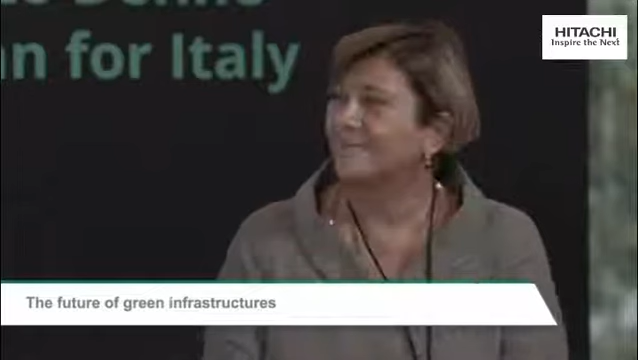 n for Italy
HITACHI
Inspire the Next
The future of green infrastructures